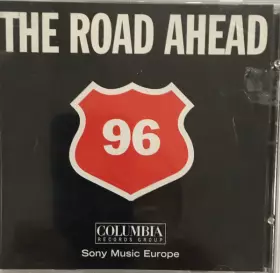 THE ROAD AHEAD
96
COLUMBIA
RECORDS GROUP
Sony Music Europe